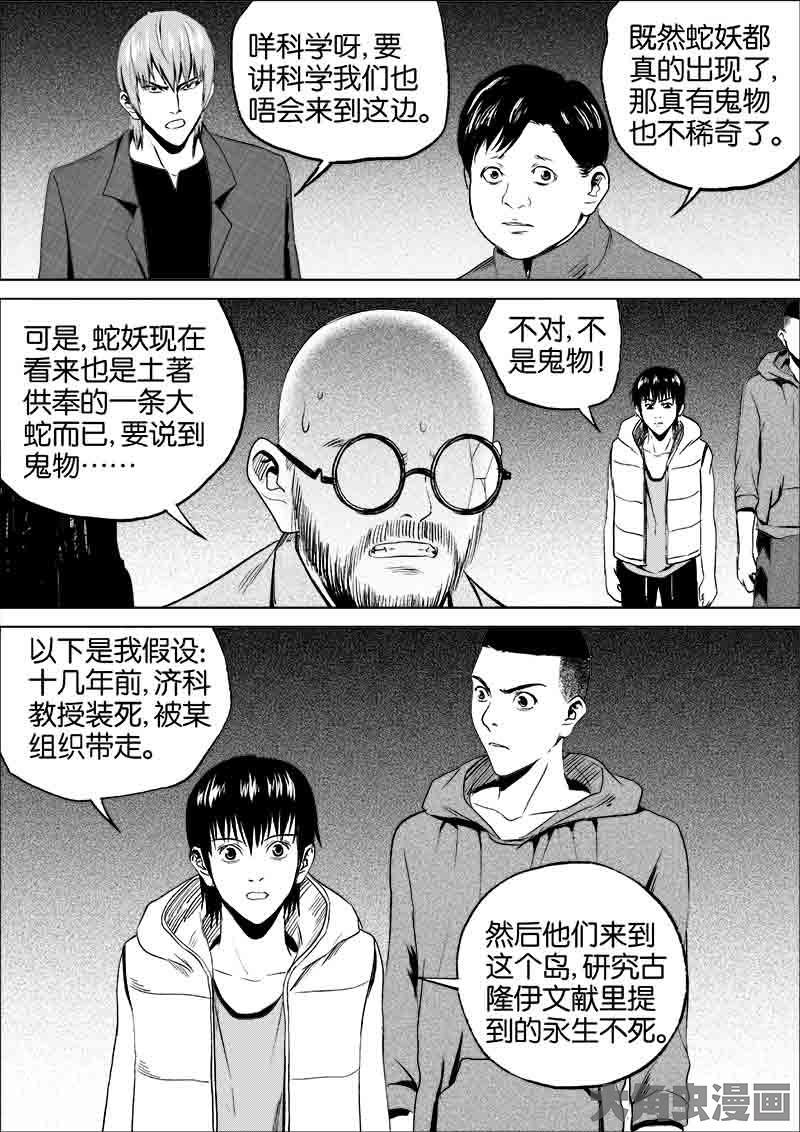 咩科学呀,要
讲科学我们也
唔会来到这边。
既然蛇妖都
真的出现了,
那真有鬼物
也不稀奇了。
可是,蛇妖现在
看来也是土著
供奉的一条大
蛇而已,要说到
鬼物……
不对,不
是鬼物!
以下是我假设:
十几年前,济科
教授装死,被某
组织带走。
然后他们来到
这个岛,研究古
隆伊文献里提
到的永生不死。
大角虫漫画